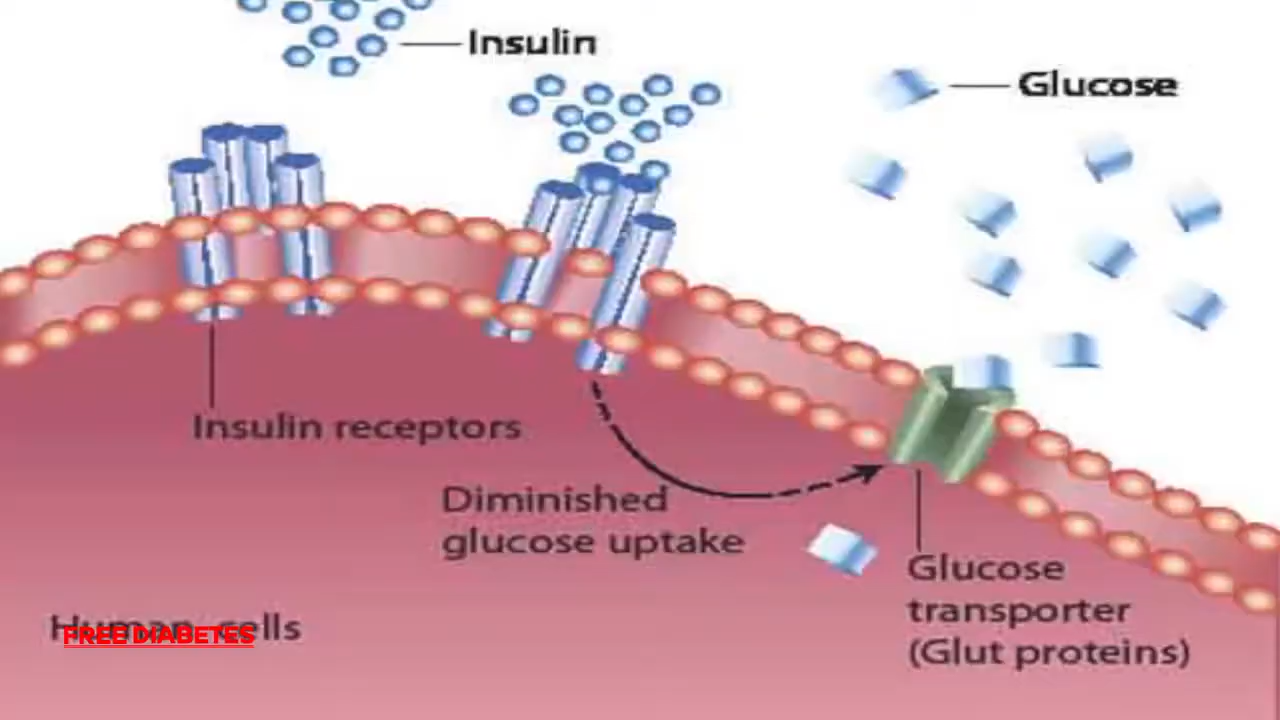 Insulin
Glucose
Insulin receptors
Diminished
glucose uptake
Glucose
transporter
(Glut proteins)
Human cells
FREE DIABETES